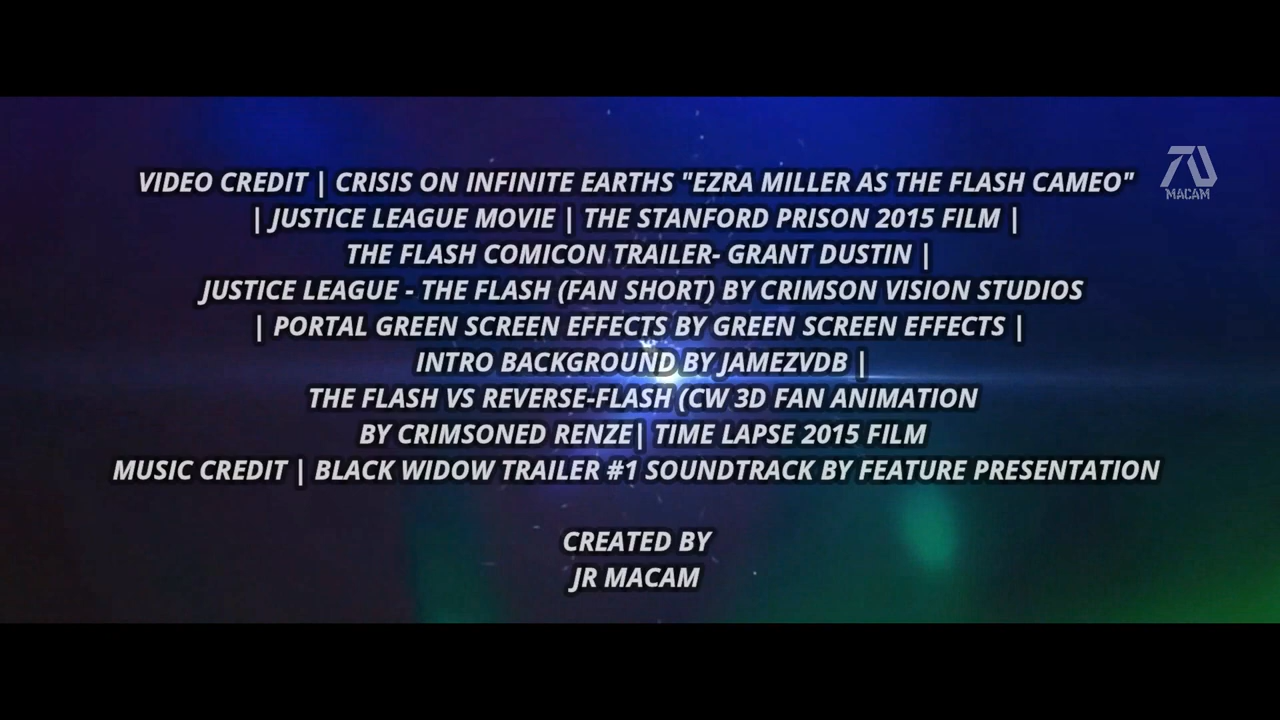 VIDEO CREDIT | CRISIS ON INFINITE EARTHS "EZRA MILLER AS THE FLASH CAMEO"
| JUSTICE LEAGUE MOVIE | THE STANFORD PRISON 2015 FILM |
THE FLASH COMICON TRAILER- GRANT DUSTIN |
JUSTICE LEAGUE - THE FLASH (FAN SHORT) BY CRIMSON VISION STUDIOS
| PORTAL GREEN SCREEN EFFECTS BY GREEN SCREEN EFFECTS |
INTRO BACKGROUND BY JAMEZVDB |
THE FLASH VS REVERSE-FLASH (CW 3D FAN ANIMATION
BY CRIMSONED RENZE| TIME LAPSE 2015 FILM
MUSIC CREDIT | BLACK WIDOW TRAILER #1 SOUNDTRACK BY FEATURE PRESENTATION
CREATED BY
JR MACAM
MACAM